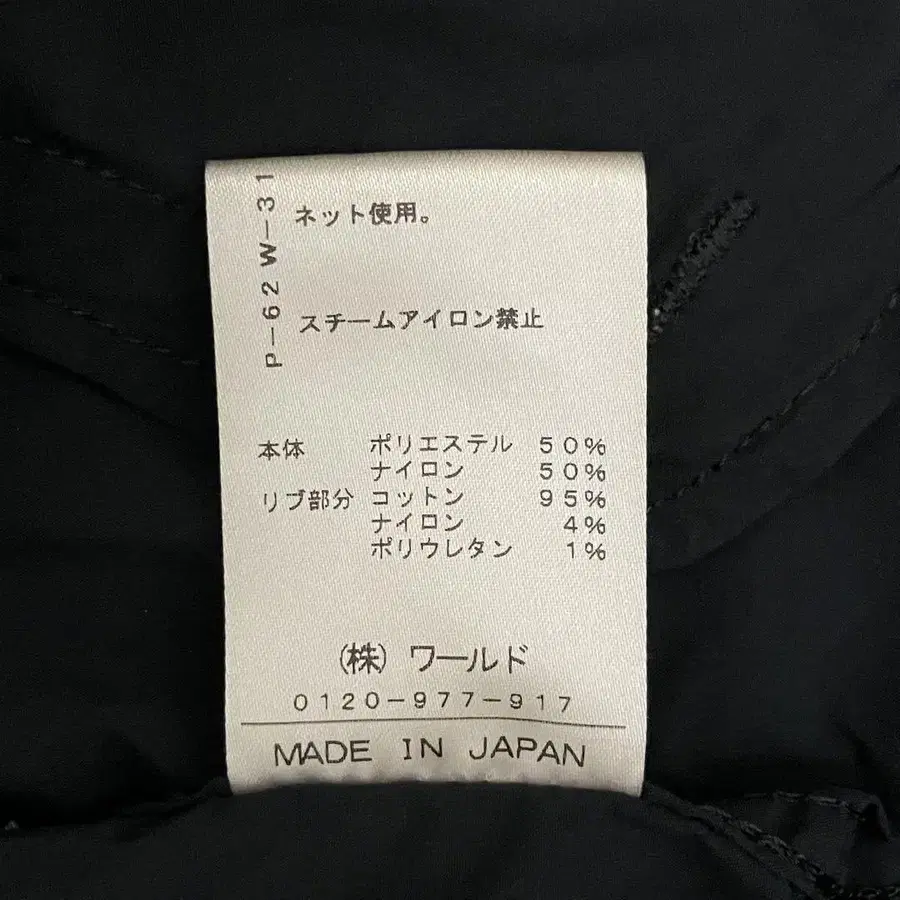 P-62W-31
ネット使用。
スチームアイロン禁止
本体 ポリエステル 50%
ナイロン 50%
リブ部分 コットン 95%
ナイロン 4%
ポリウレタン 1%
(株) ワールド
0120-977-917
MADE IN JAPAN